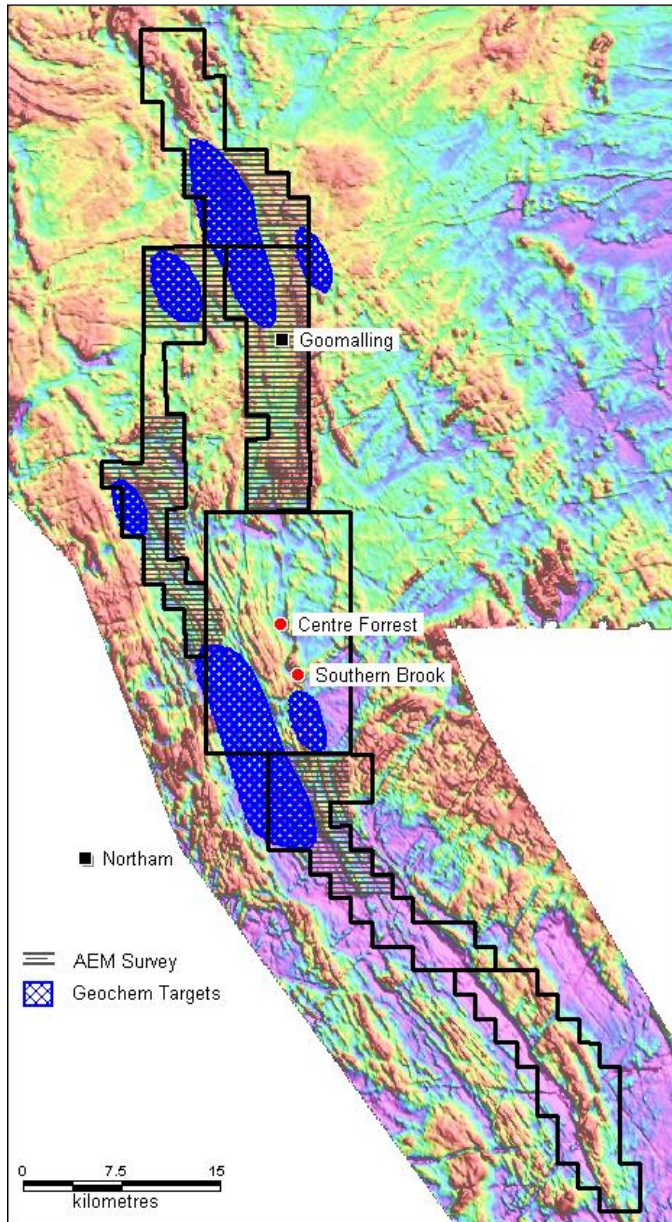 Goomalling
Centre Forrest
Southern Brook
Northam
AEM Survey
Geochem Targets
0 7.5 15
kilometres